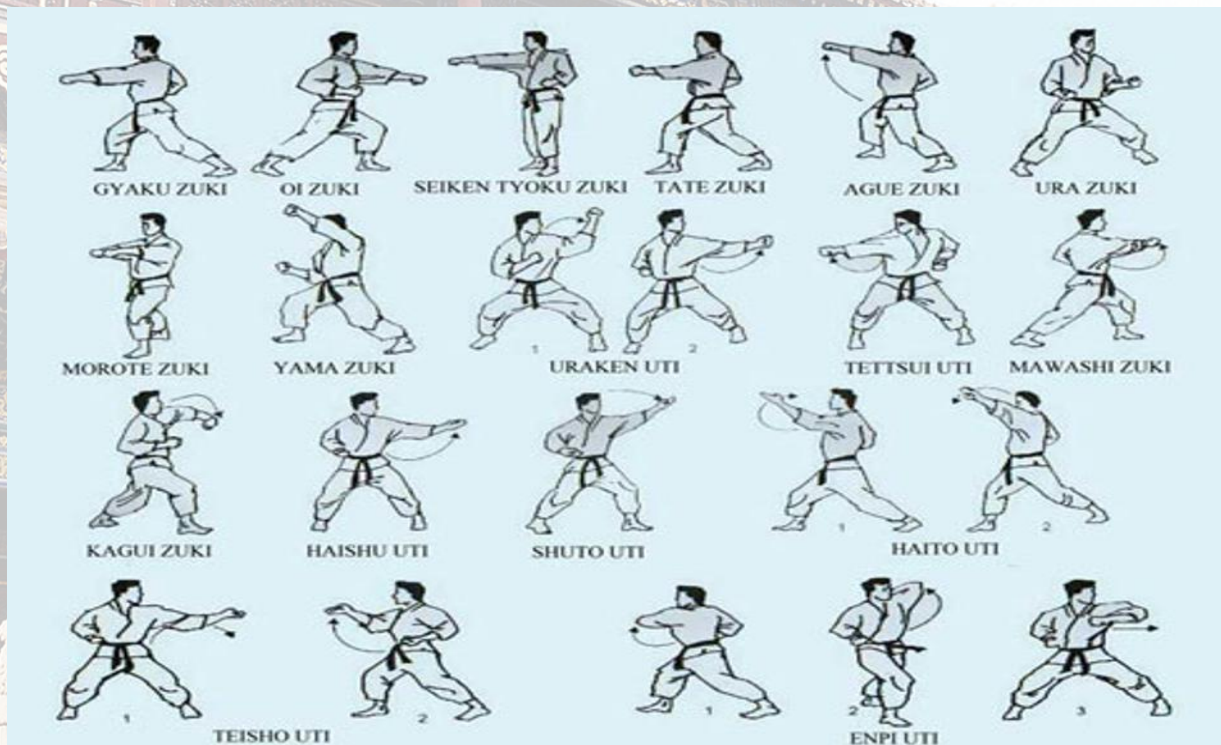 GYAKU ZUKI OI ZUKI SEIKEN TYOKU ZUKI TATE ZUKI AGUE ZUKI URA ZUKI
1 2
MOROTE ZUKI YAMA ZUKI URAKEN UTI TETTSUI UTI MAWASHI ZUKI
1 2
KAGUI ZUKI HAISHU UTI SHUTO UTI HAITO UTI
1 2 1 2 3
TEISHO UTI ENPI UTI